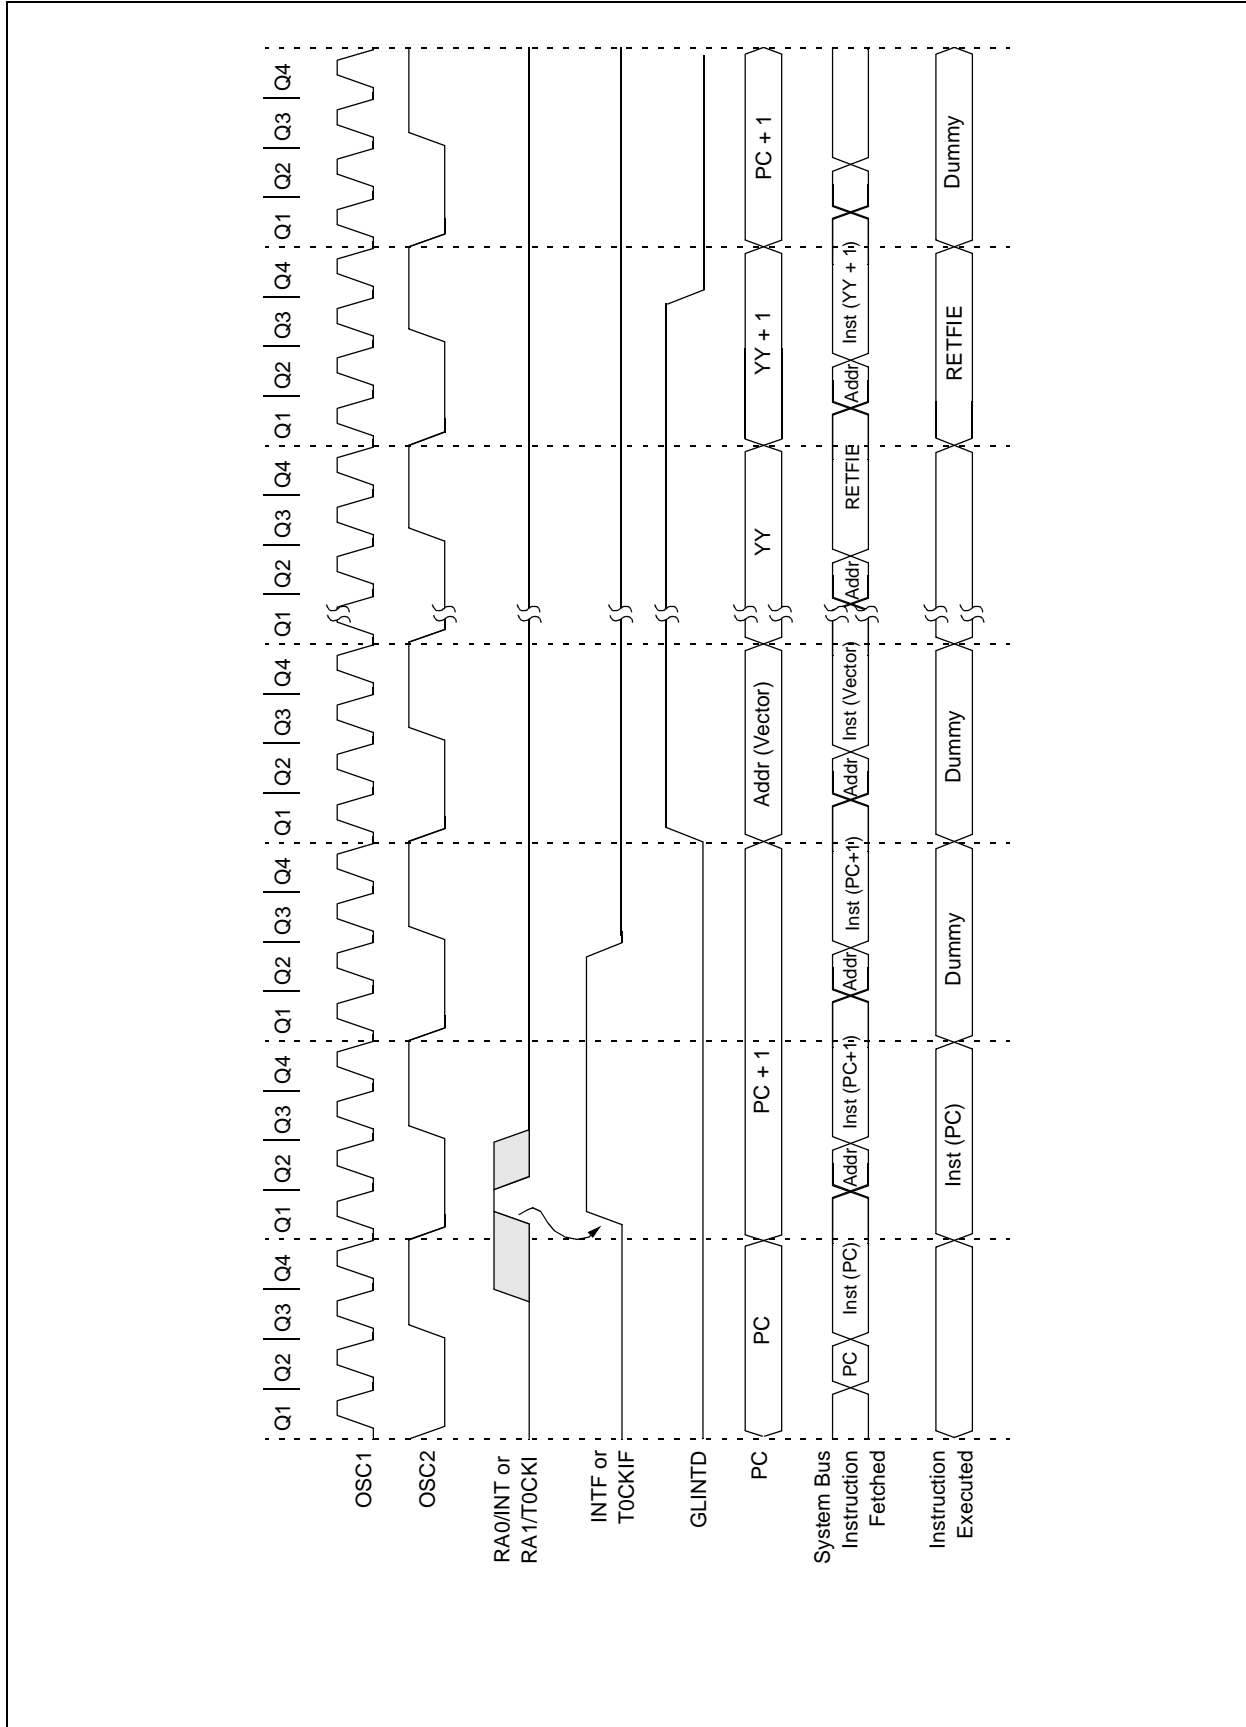 Q1 Q2 Q3 Q4 Q1 Q2 Q3 Q4 Q1 Q2 Q3 Q4 Q1 Q2 Q3 Q4 Q1 Q2 Q3 Q4 Q1 Q2 Q3 Q4 Q1 Q2 Q3 Q4
OSC1
OSC2
RA0/INT or
RA1/T0CKI
INTF or
T0CKIF
GLINTD
PC PC PC + 1 Addr (Vector) YY YY + 1 PC + 1
System Bus
Instruction
Fetched
PC Inst (PC) Addr Inst (PC+1) Addr Inst (PC+1) Addr Inst (Vector) Addr RETFIE Addr Inst (YY + 1)
Instruction
Executed
Inst (PC) Dummy Dummy RETFIE Dummy